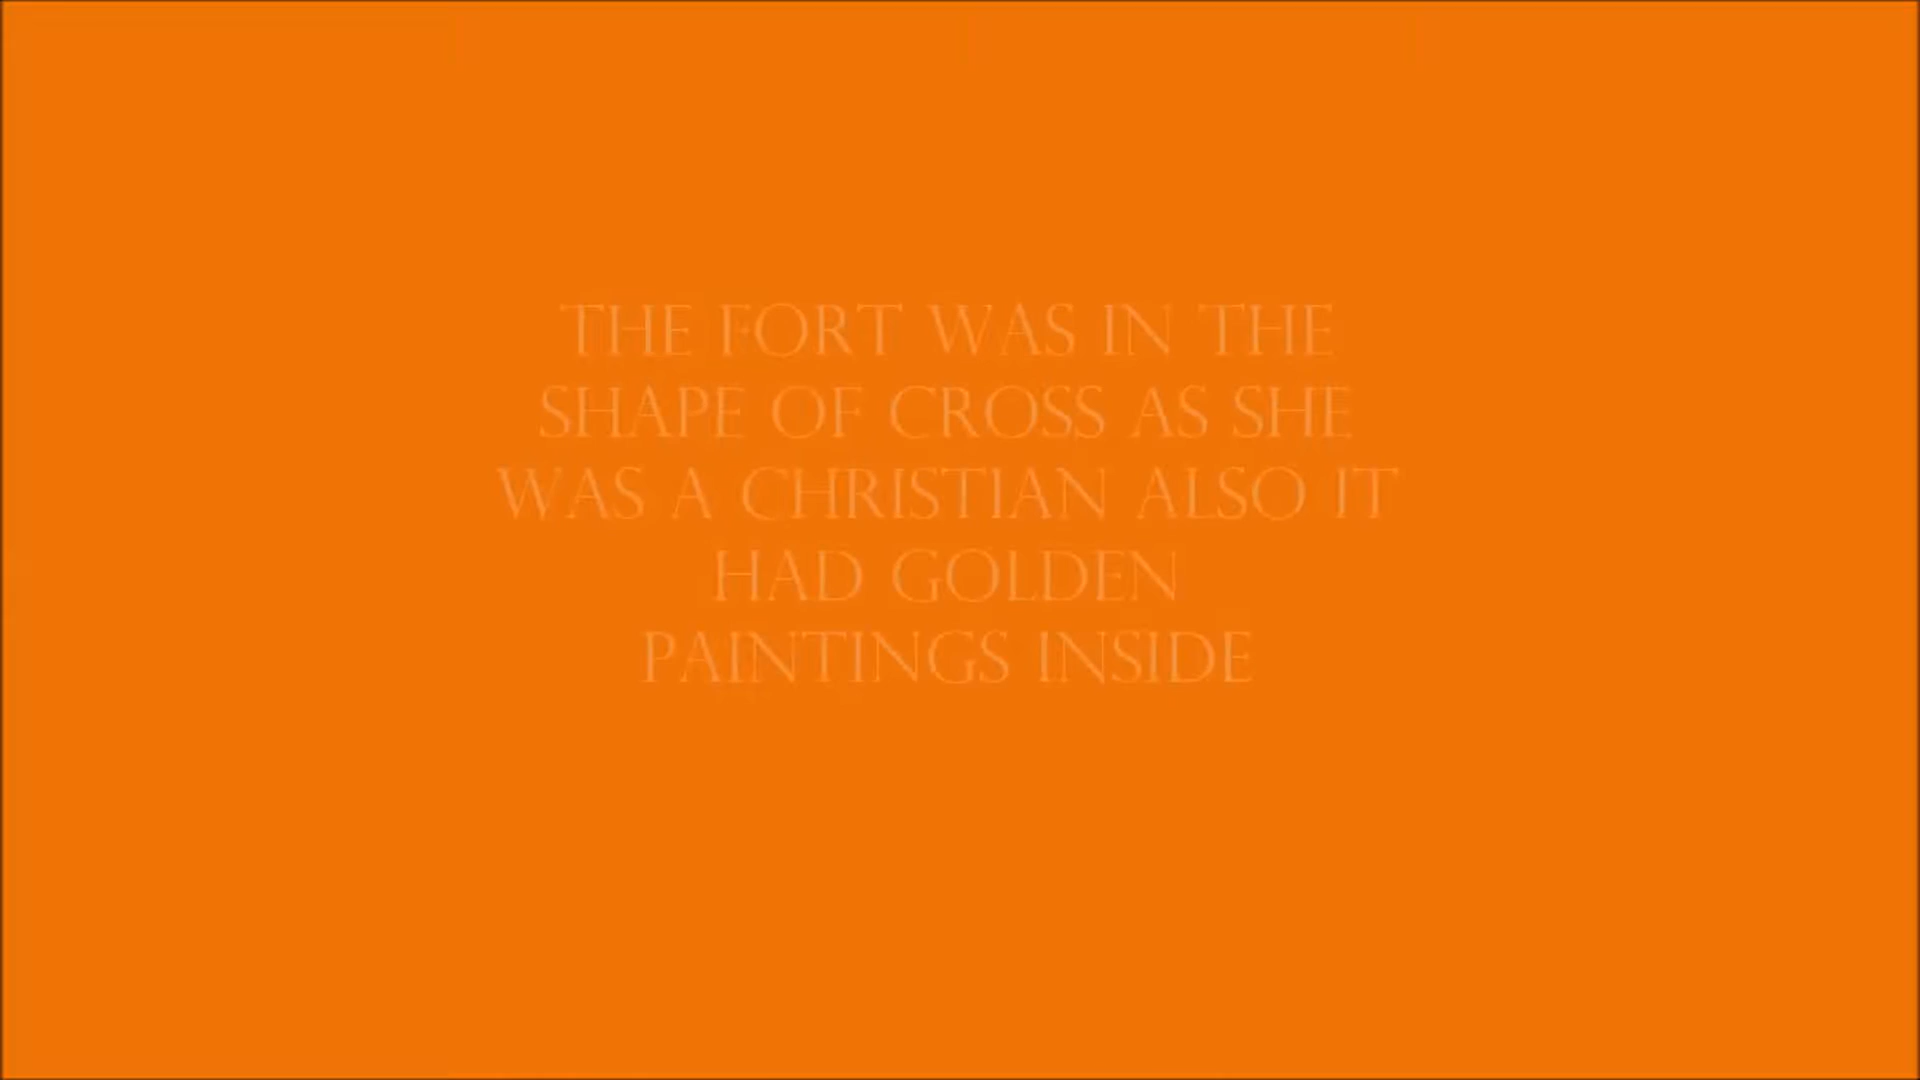 THE FORT WAS IN THE
SHAPE OF CROSS AS SHE
WAS A CHRISTIAN ALSO IT
HAD GOLDEN
PAINTINGS INSIDE